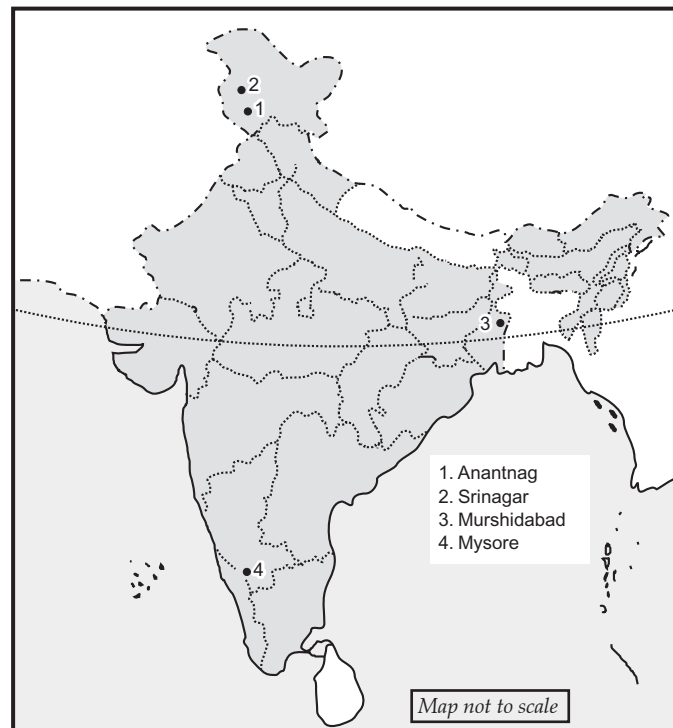 2
1
3
1. Anantnag
2. Srinagar
3. Murshidabad
4. Mysore
4
Map not to scale